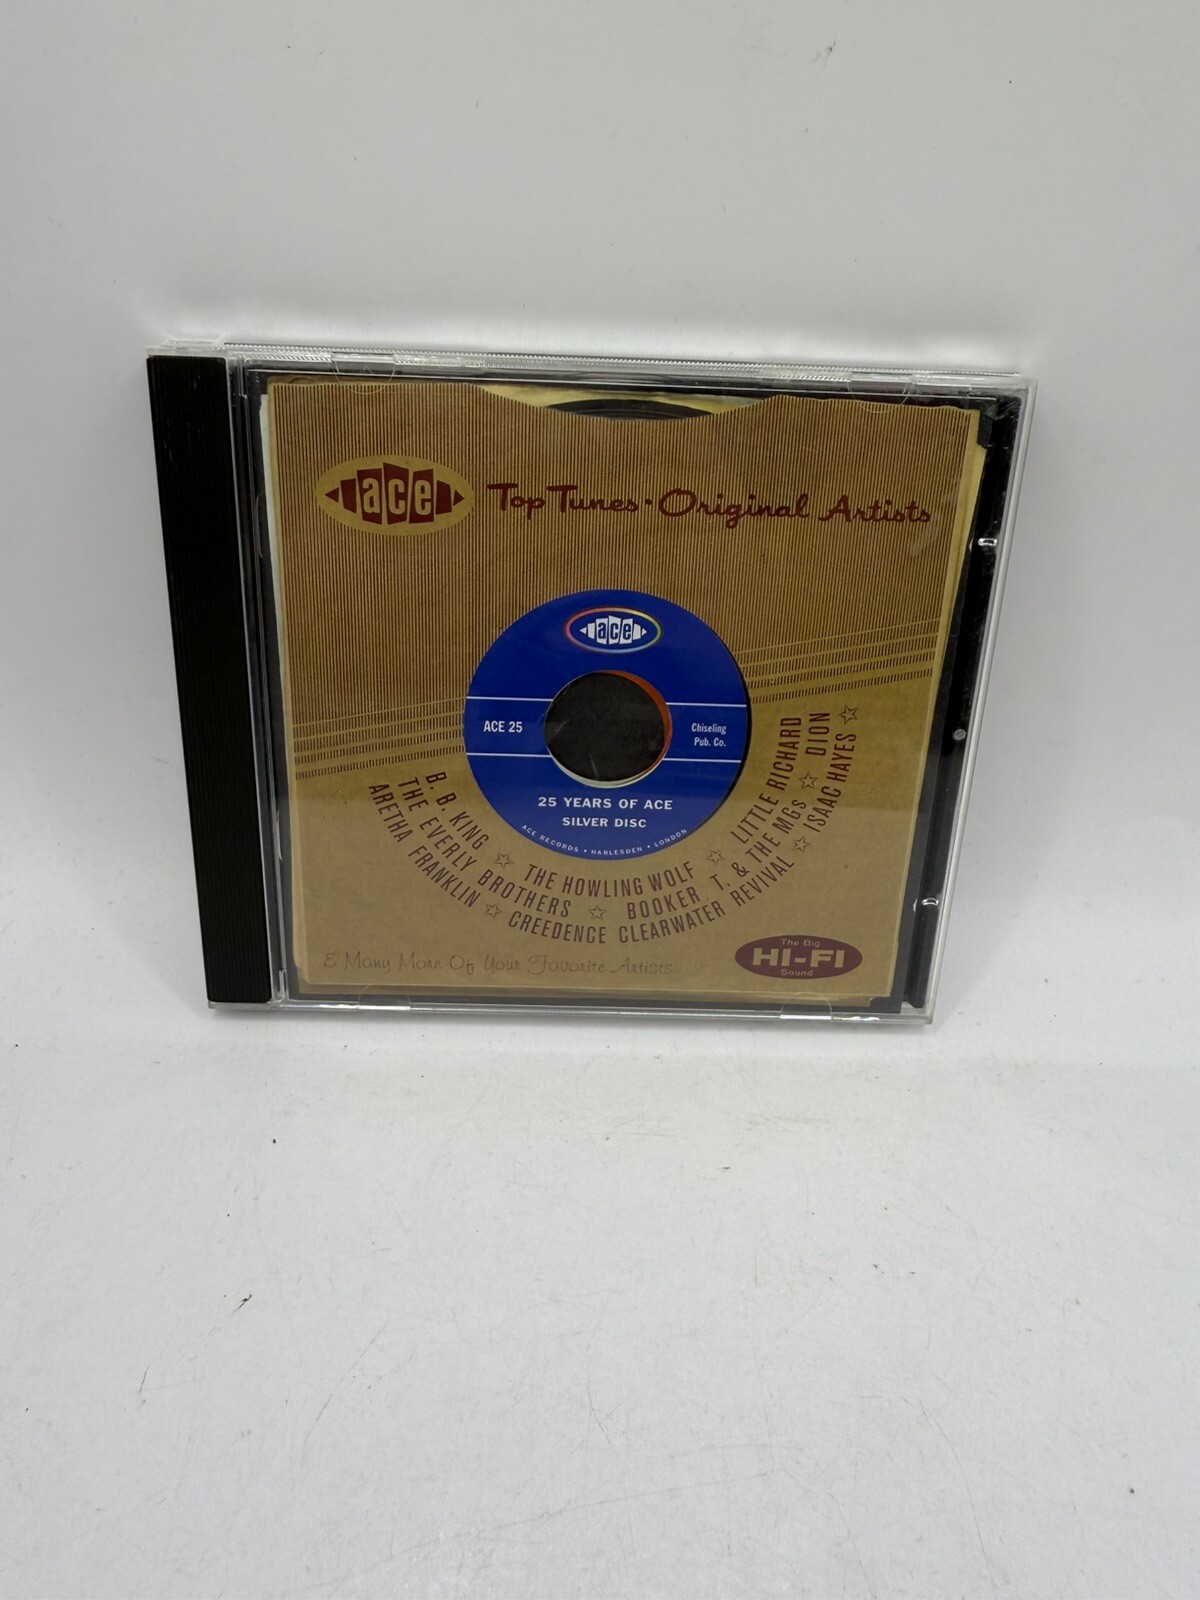 ace
Top Tunes · Original Artists
ace
ACE 25
Chiseling
Pub. Co.
25 YEARS OF ACE
SILVER DISC
ACE RECORDS • HARLESDEN • LONDON
B. B. KING ☆ THE HOWLING WOLF ☆ LITTLE RICHARD
THE EVERLY BROTHERS ☆ BOOKER T. & THE MGS ☆ DION
ARETHA FRANKLIN ☆ CREEDENCE CLEARWATER REVIVAL ☆ ISAAC HAYES ☆
& Many More Of Your Favorite Artists
The Big
HI-FI
Sound